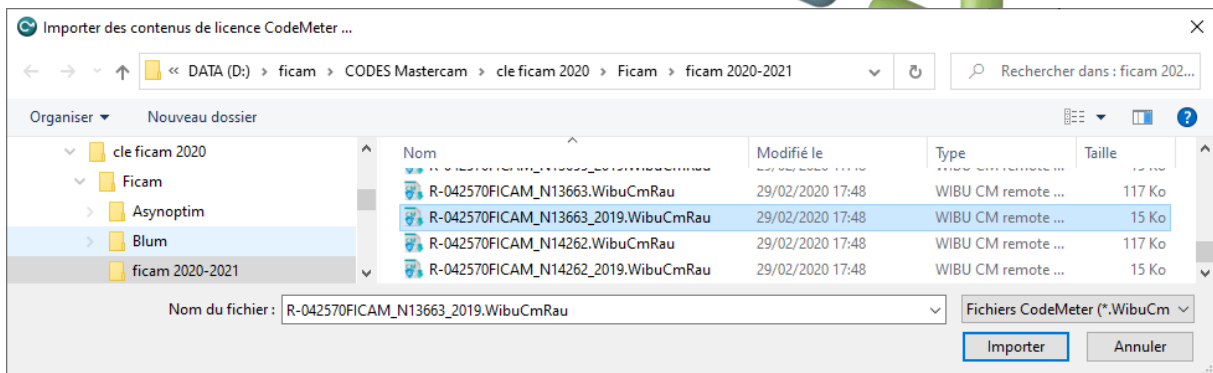 Importer des contenus de licence CodeMeter ...
« DATA (D:) > ficam > CODES Mastercam > cle ficam 2020 > Ficam > ficam 2020-2021
Rechercher dans : ficam 202...
Organiser Nouveau dossier
cle ficam 2020
Ficam
Asynoptim
Blum
ficam 2020-2021
Nom Modifié le Type Taille
R-042570FICAM_N13663.WibuCmRau 29/02/2020 17:48 WIBU CM remote ... 117 Ko
R-042570FICAM_N13663_2019.WibuCmRau 29/02/2020 17:48 WIBU CM remote ... 15 Ko
R-042570FICAM_N14262.WibuCmRau 29/02/2020 17:48 WIBU CM remote ... 117 Ko
R-042570FICAM_N14262_2019.WibuCmRau 29/02/2020 17:48 WIBU CM remote ... 15 Ko
Nom du fichier : R-042570FICAM_N13663_2019.WibuCmRau Fichiers CodeMeter (*.WibuCm
Importer Annuler